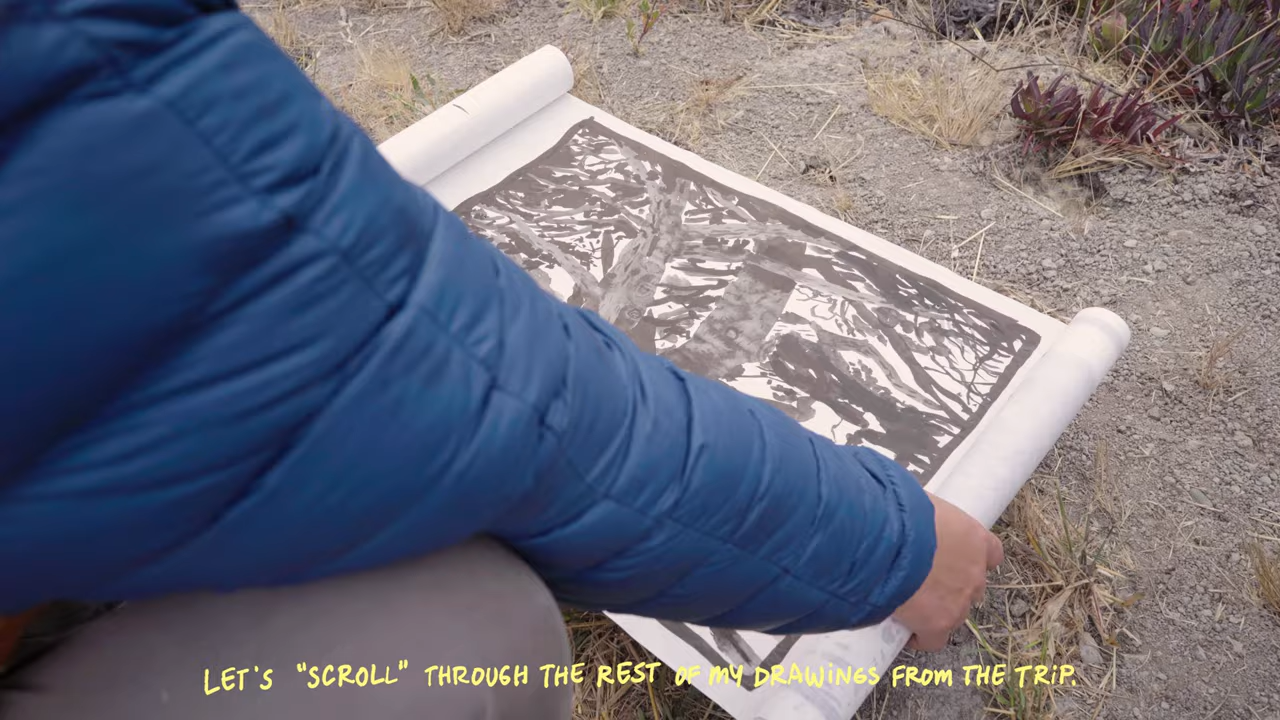 LET'S "SCROLL" THROUGH THE REST OF MY DRAWiNGS FROM THE TRiP.